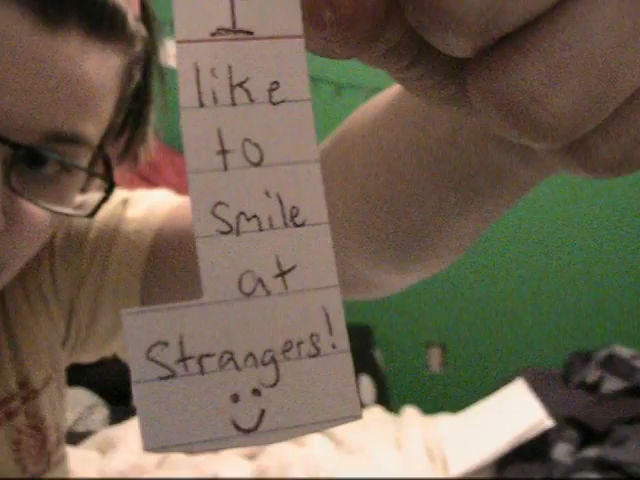 I
like
to
smile
at
Strangers!